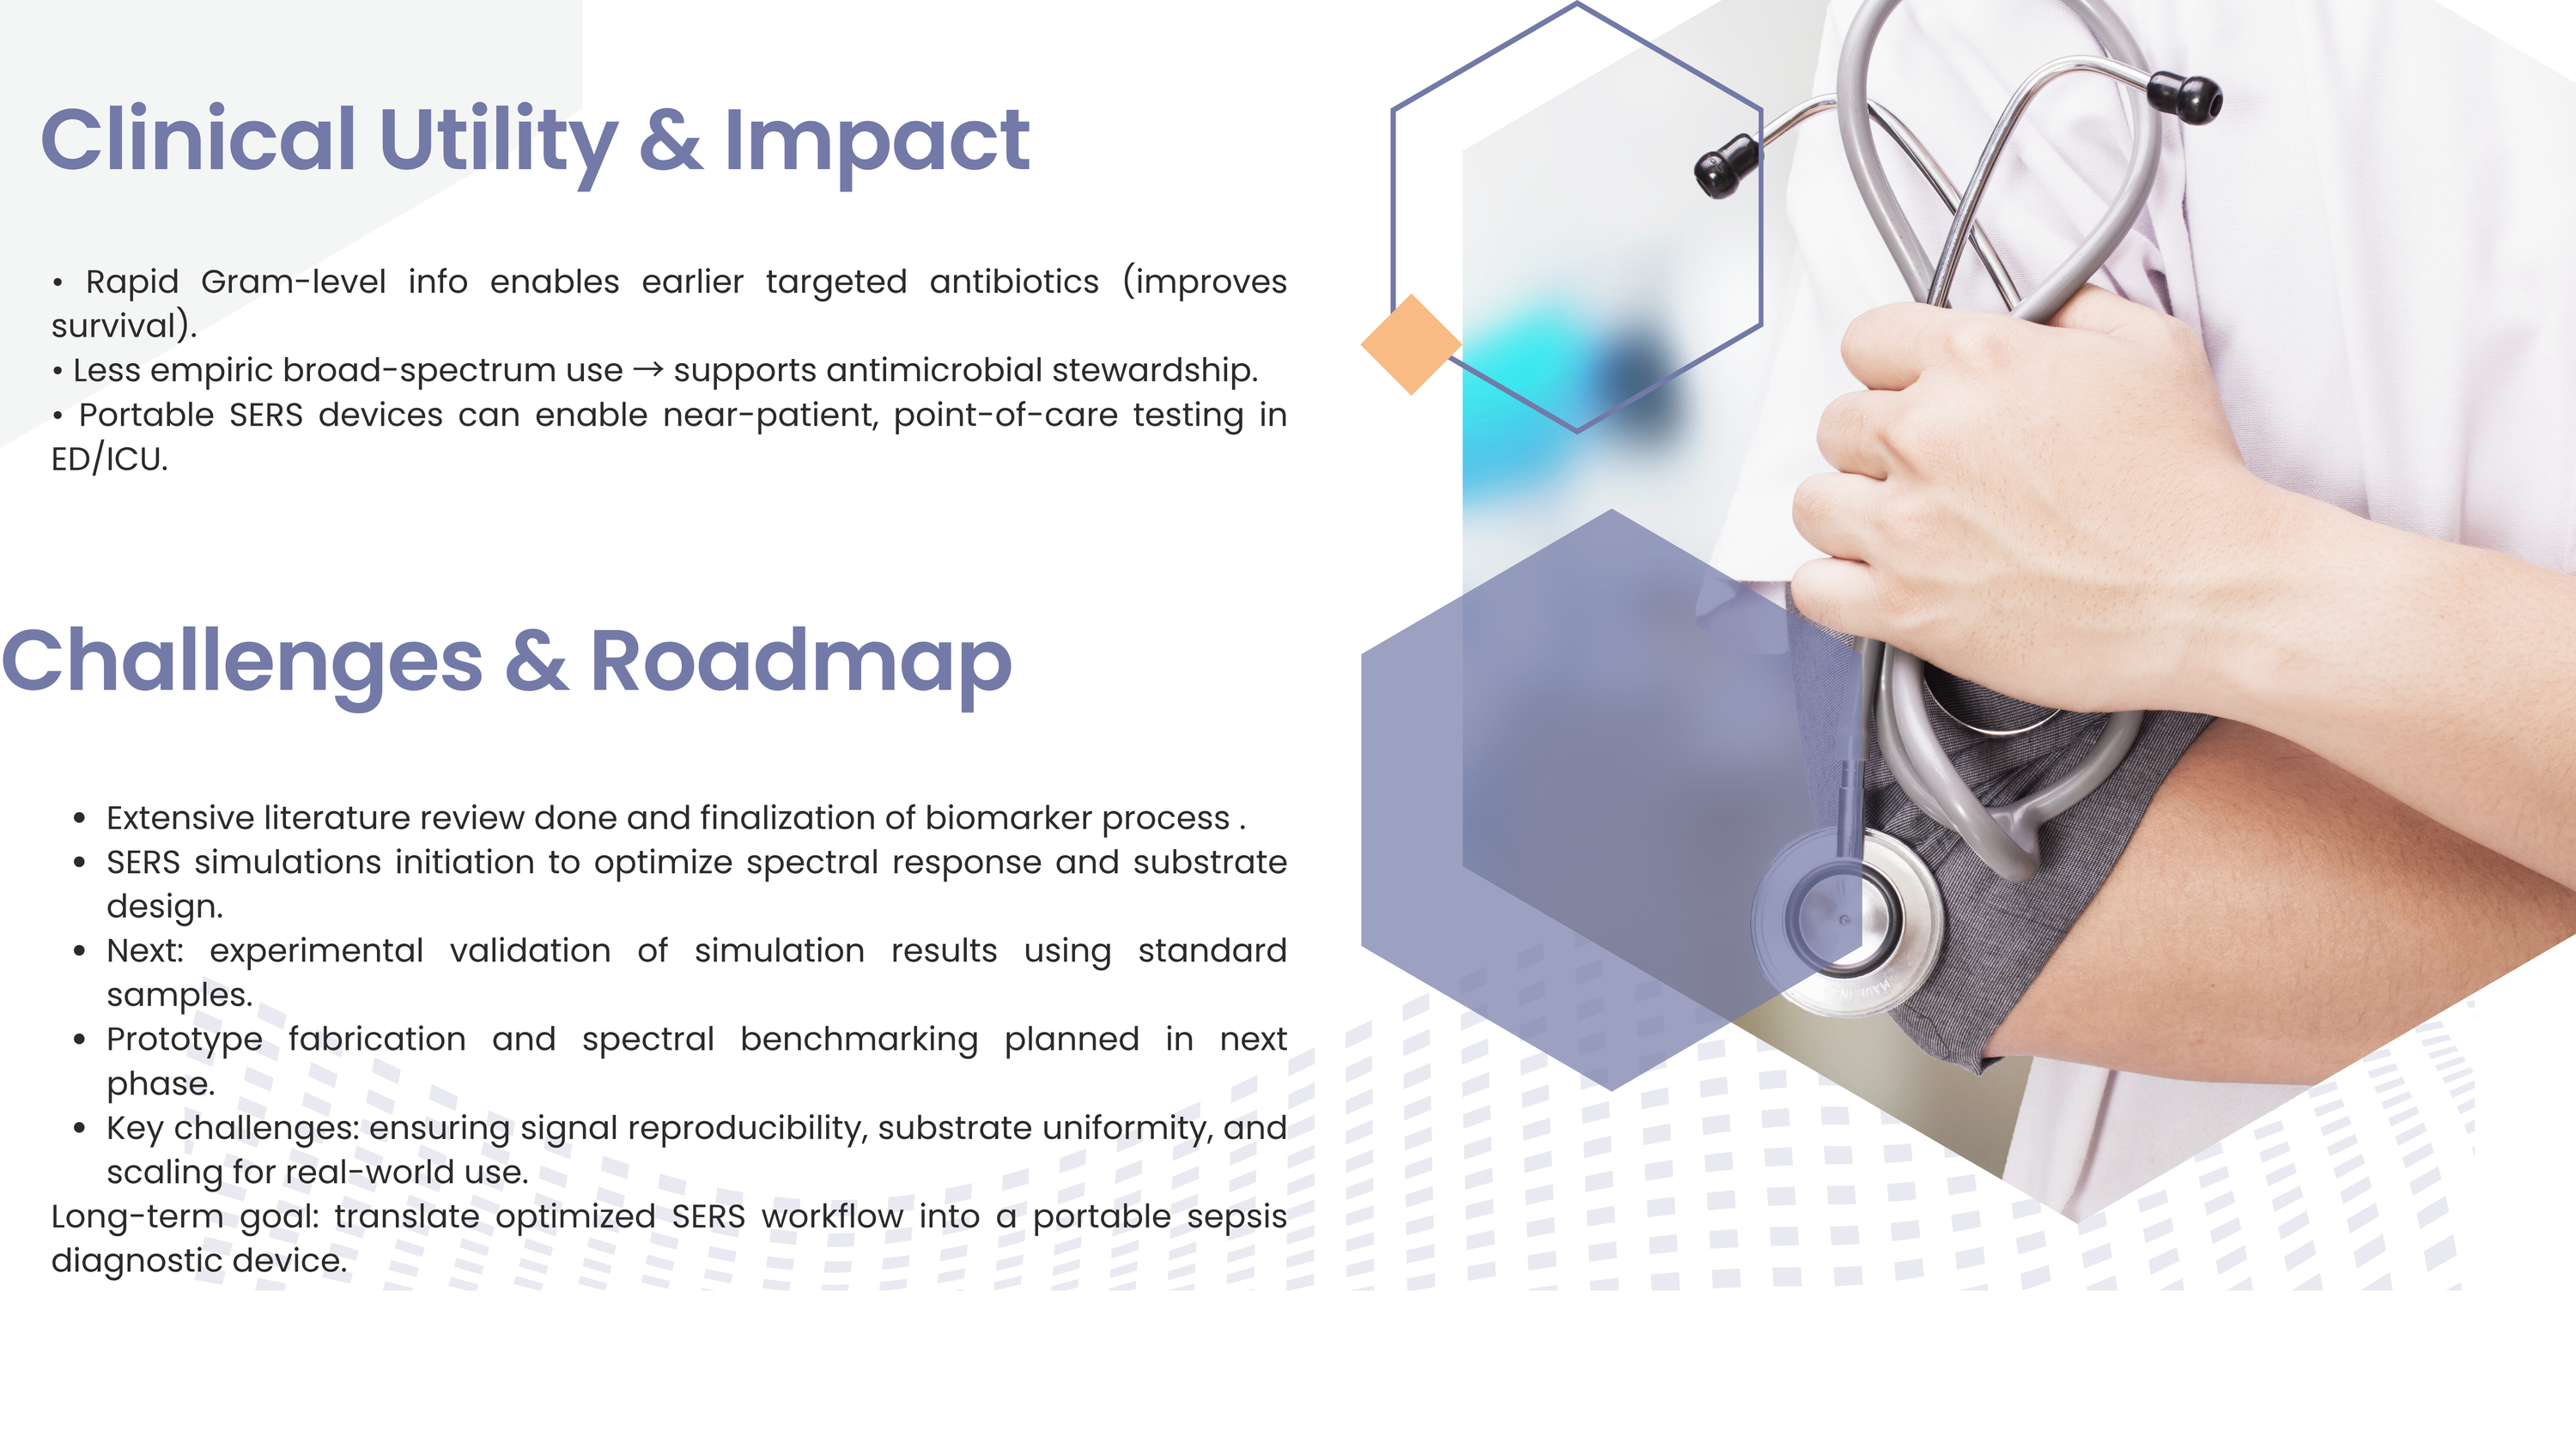 Clinical Utility & Impact
• Rapid Gram-level info enables earlier targeted antibiotics (improves
survival).
• Less empiric broad-spectrum use → supports antimicrobial stewardship.
• Portable SERS devices can enable near-patient, point-of-care testing in
ED/ICU.
Challenges & Roadmap
• Extensive literature review done and finalization of biomarker process .
• SERS simulations initiation to optimize spectral response and substrate
design.
• Next: experimental validation of simulation results using standard
samples.
• Prototype fabrication and spectral benchmarking planned in next
phase.
• Key challenges: ensuring signal reproducibility, substrate uniformity, and
scaling for real-world use.
Long-term goal: translate optimized SERS workflow into a portable sepsis
diagnostic device.